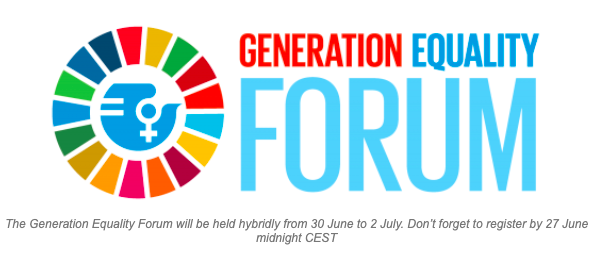 GENERATION EQUALITY
FORUM
The Generation Equality Forum will be held hybridly from 30 June to 2 July. Don't forget to register by 27 June
midnight CEST